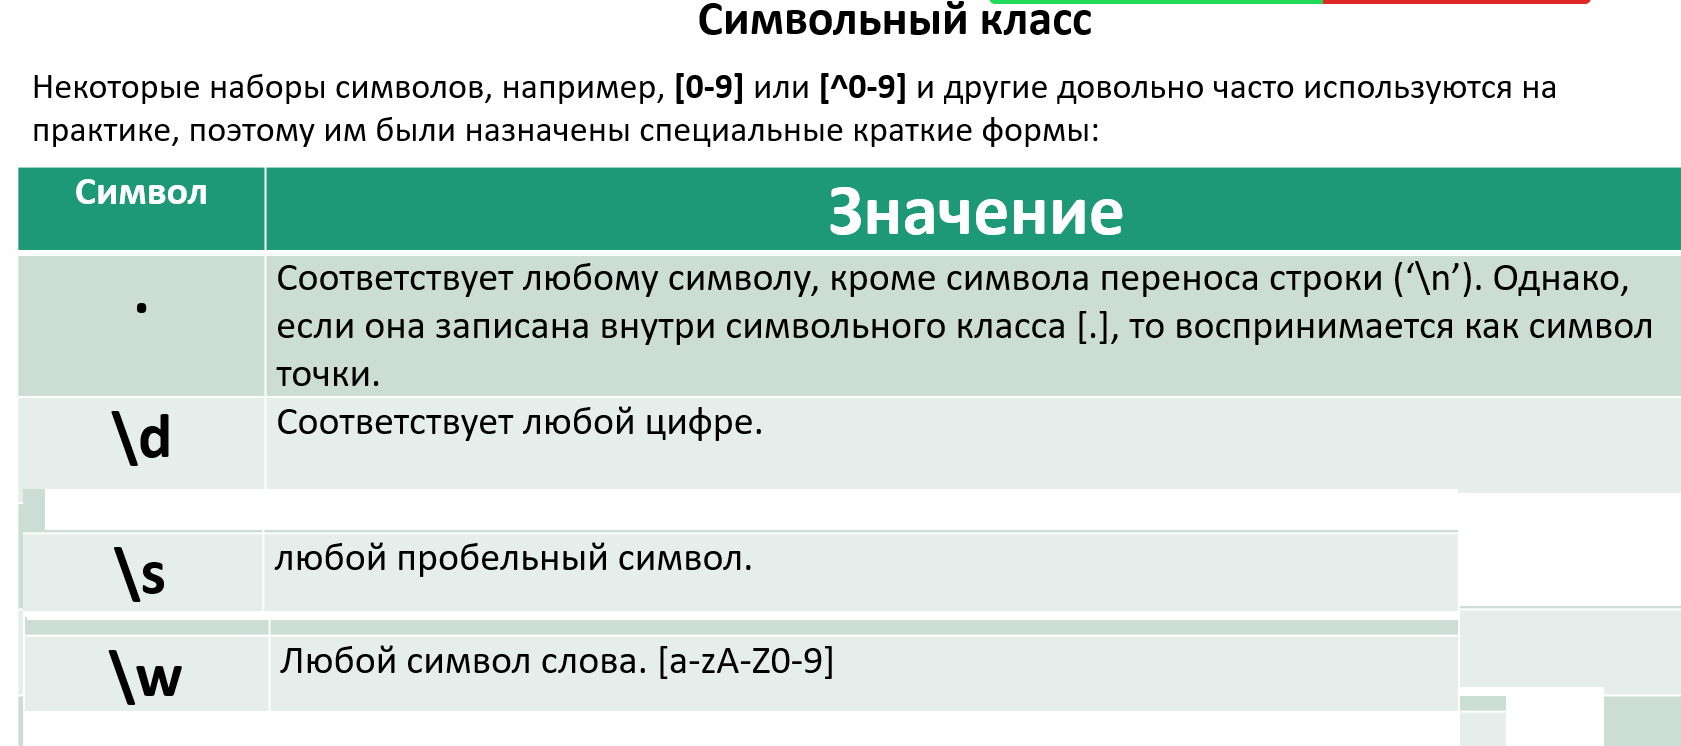 Символьный класс
Некоторые наборы символов, например, [0-9] или [^0-9] и другие довольно часто используются на
практике, поэтому им были назначены специальные краткие формы:
Символ
Значение
.
Соответствует любому символу, кроме символа переноса строки (‘\n’). Однако,
если она записана внутри символьного класса [.], то воспринимается как символ
точки.
\d
Соответствует любой цифре.
\s
любой пробельный символ.
\w
Любой символ слова. [a-zA-Z0-9]